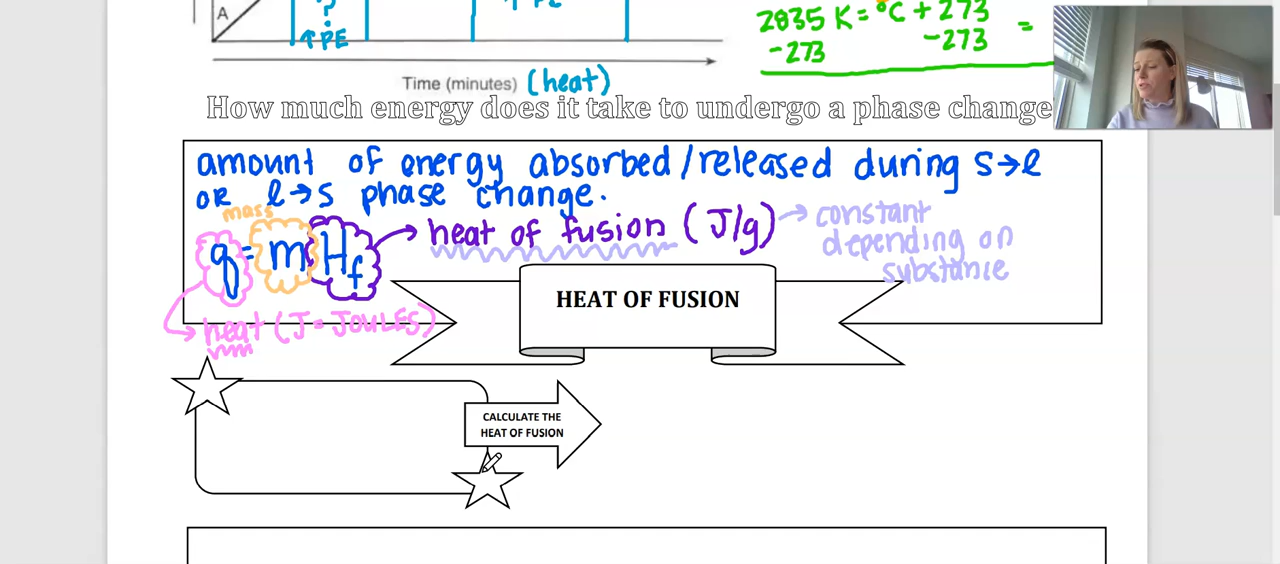 A
?
↑PE
↑PE
2835 K = °C + 273
-273 -273 =
Time (minutes) (heat)
How much energy does it take to undergo a phase change
amount of energy absorbed/released during s→l
OR l→s phase change.
mass
q = mHf → heat of fusion (J/g) → constant
depending on
substance
heat (J = JOULES)
HEAT OF FUSION
CALCULATE THE
HEAT OF FUSION